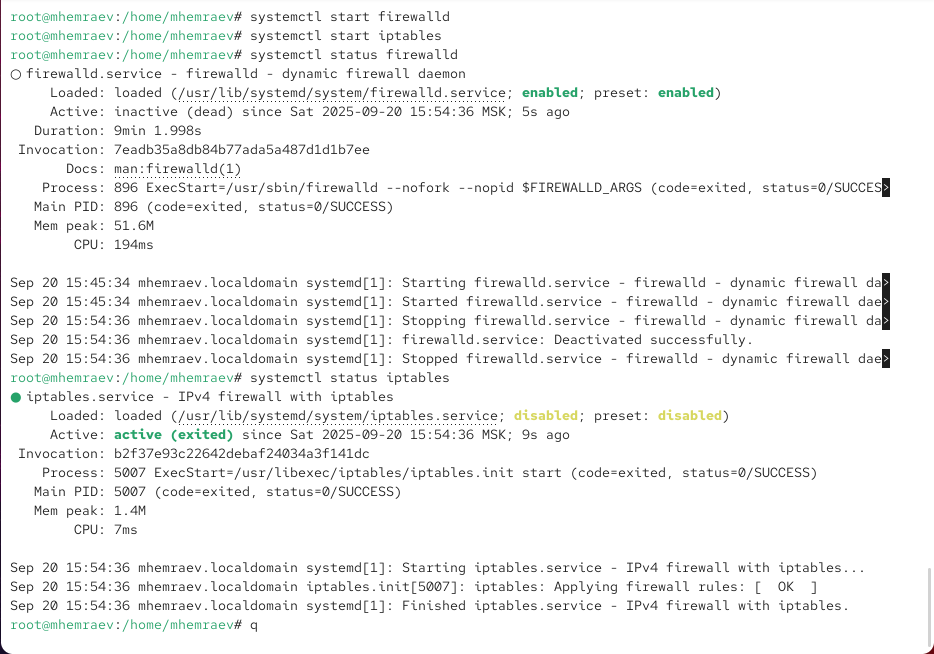 root@mhemraev:/home/mhemraev# systemctl start firewalld
root@mhemraev:/home/mhemraev# systemctl start iptables
root@mhemraev:/home/mhemraev# systemctl status firewalld
○ firewalld.service - firewalld - dynamic firewall daemon
     Loaded: loaded (/usr/lib/systemd/system/firewalld.service; enabled; preset: enabled)
     Active: inactive (dead) since Sat 2025-09-20 15:54:36 MSK; 5s ago
   Duration: 9min 1.998s
 Invocation: 7eadb35a8db84b77ada5a487d1d1b7ee
       Docs: man:firewalld(1)
    Process: 896 ExecStart=/usr/sbin/firewalld --nofork --nopid $FIREWALLD_ARGS (code=exited, status=0/SUCCES>
   Main PID: 896 (code=exited, status=0/SUCCESS)
   Mem peak: 51.6M
        CPU: 194ms

Sep 20 15:45:34 mhemraev.localdomain systemd[1]: Starting firewalld.service - firewalld - dynamic firewall da>
Sep 20 15:45:34 mhemraev.localdomain systemd[1]: Started firewalld.service - firewalld - dynamic firewall dae>
Sep 20 15:54:36 mhemraev.localdomain systemd[1]: Stopping firewalld.service - firewalld - dynamic firewall da>
Sep 20 15:54:36 mhemraev.localdomain systemd[1]: firewalld.service: Deactivated successfully.
Sep 20 15:54:36 mhemraev.localdomain systemd[1]: Stopped firewalld.service - firewalld - dynamic firewall dae>
root@mhemraev:/home/mhemraev# systemctl status iptables
● iptables.service - IPv4 firewall with iptables
     Loaded: loaded (/usr/lib/systemd/system/iptables.service; disabled; preset: disabled)
     Active: active (exited) since Sat 2025-09-20 15:54:36 MSK; 9s ago
 Invocation: b2f37e93c22642debaf24034a3f141dc
    Process: 5007 ExecStart=/usr/libexec/iptables/iptables.init start (code=exited, status=0/SUCCESS)
   Main PID: 5007 (code=exited, status=0/SUCCESS)
   Mem peak: 1.4M
        CPU: 7ms

Sep 20 15:54:36 mhemraev.localdomain systemd[1]: Starting iptables.service - IPv4 firewall with iptables...
Sep 20 15:54:36 mhemraev.localdomain iptables.init[5007]: iptables: Applying firewall rules: [  OK  ]
Sep 20 15:54:36 mhemraev.localdomain systemd[1]: Finished iptables.service - IPv4 firewall with iptables.
root@mhemraev:/home/mhemraev# q